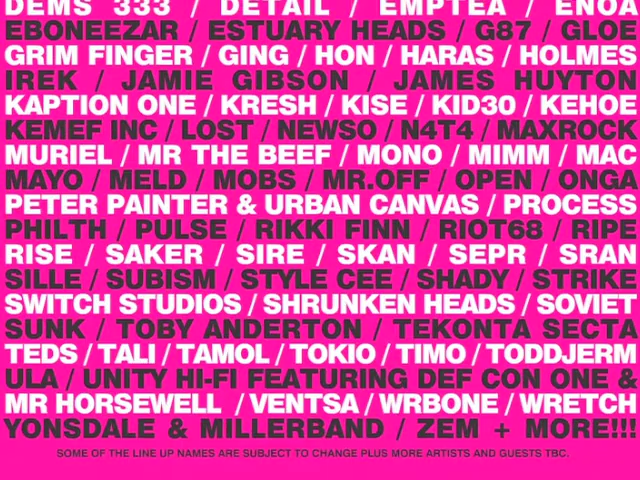 DEMS 333 / DETAIL / EMPTEA / ENOA
EBONEEZAR / ESTUARY HEADS / G87 / GLOE
GRIM FINGER / GING / HON / HARAS / HOLMES
IREK / JAMIE GIBSON / JAMES HUYTON
KAPTION ONE / KRESH / KISE / KID30 / KEHOE
KEMEF INC / LOST / NEWSO / N4T4 / MAXROCK
MURIEL / MR THE BEEF / MONO / MIMM / MAC
MAYO / MELD / MOBS / MR.OFF / OPEN / ONGA
PETER PAINTER & URBAN CANVAS / PROCESS
PHILTH / PULSE / RIKKI FINN / RIOT68 / RIPE
RISE / SAKER / SIRE / SKAN / SEPR / SRAN
SILLE / SUBISM / STYLE CEE / SHADY / STRIKE
SWITCH STUDIOS / SHRUNKEN HEADS / SOVIET
SUNK / TOBY ANDERTON / TEKONTA SECTA
TEDS / TALI / TAMOL / TOKIO / TIMO / TODDJERM
ULA / UNITY HI-FI FEATURING DEF CON ONE &
MR HORSEWELL / VENTSA / WRBONE / WRETCH
YONSDALE & MILLERBAND / ZEM + MORE!!!
SOME OF THE LINE UP NAMES ARE SUBJECT TO CHANGE PLUS MORE ARTISTS AND GUESTS TBC.